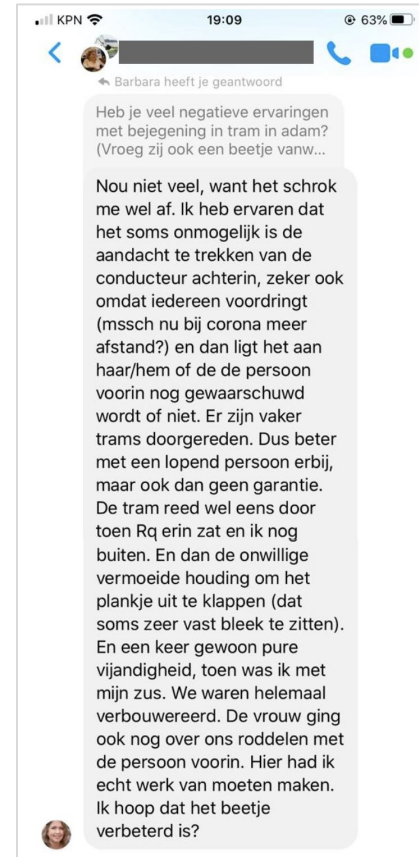 KPN
19:09
63%
Barbara heeft je geantwoord
Heb je veel negatieve ervaringen
met bejegening in tram in adam?
(Vroeg zij ook een beetje vanw...
Nou niet veel, want het schrok
me wel af. Ik heb ervaren dat
het soms onmogelijk is de
aandacht te trekken van de
conducteur achterin, zeker ook
omdat iedereen voordringt
(mssch nu bij corona meer
afstand?) en dan ligt het aan
haar/hem of de de persoon
voorin nog gewaarschuwd
wordt of niet. Er zijn vaker
trams doorgereden. Dus beter
met een lopend persoon erbij,
maar ook dan geen garantie.
De tram reed wel eens door
toen Rq erin zat en ik nog
buiten. En dan de onwillige
vermoeide houding om het
plankje uit te klappen (dat
soms zeer vast bleek te zitten).
En een keer gewoon pure
vijandigheid, toen was ik met
mijn zus. We waren helemaal
verbouwereerd. De vrouw ging
ook nog over ons roddelen met
de persoon voorin. Hier had ik
echt werk van moeten maken.
Ik hoop dat het beetje
verbeterd is?